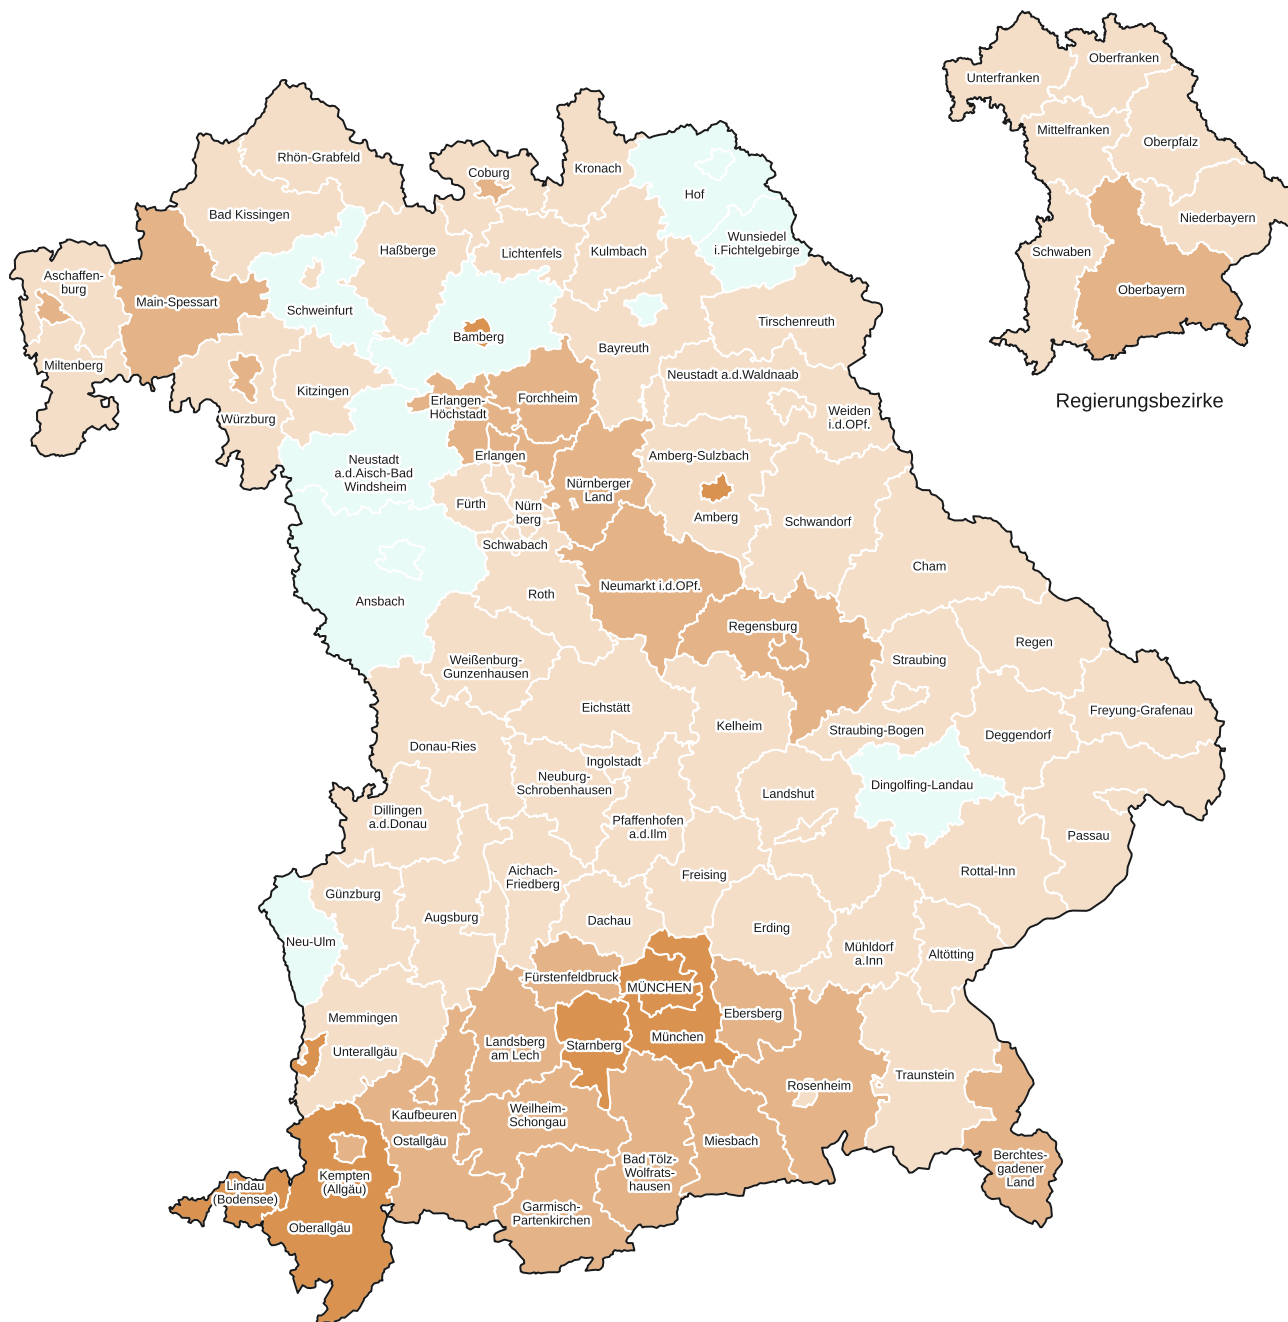 Oberfranken
Unterfranken
Mittelfranken
Oberpfalz
Niederbayern
Schwaben
Oberbayern
Regierungsbezirke
Rhön-Grabfeld
Coburg
Kronach
Hof
Bad Kissingen
Haßberge
Lichtenfels
Kulmbach
Wunsiedel
i.Fichtelgebirge
Aschaffen-
burg
Main-Spessart
Schweinfurt
Bamberg
Bayreuth
Tirschenreuth
Miltenberg
Kitzingen
Würzburg
Erlangen-
Höchstadt
Forchheim
Neustadt a.d.Waldnaab
Weiden
i.d.OPf.
Neustadt
a.d.Aisch-Bad
Windsheim
Erlangen
Nürnberger
Land
Amberg-Sulzbach
Fürth
Nürn
berg
Amberg
Schwandorf
Schwabach
Ansbach
Roth
Neumarkt i.d.OPf.
Cham
Regensburg
Regen
Weißenburg-
Gunzenhausen
Straubing
Eichstätt
Kelheim
Straubing-Bogen
Freyung-Grafenau
Deggendorf
Donau-Ries
Ingolstadt
Neuburg-
Schrobenhausen
Landshut
Dingolfing-Landau
Dillingen
a.d.Donau
Pfaffenhofen
a.d.Ilm
Passau
Günzburg
Aichach-
Friedberg
Freising
Rottal-Inn
Augsburg
Dachau
Erding
Neu-Ulm
Mühldorf
a.Inn
Altötting
Fürstenfeldbruck
MÜNCHEN
Ebersberg
Memmingen
Unterallgäu
Landsberg
am Lech
Starnberg
München
Rosenheim
Traunstein
Kaufbeuren
Ostallgäu
Weilheim-
Schongau
Miesbach
Bad Tölz-
Wolfrats-
hausen
Berchtes-
gadener
Land
Kempten
(Allgäu)
Lindau
(Bodensee)
Oberallgäu
Garmisch-
Partenkirchen